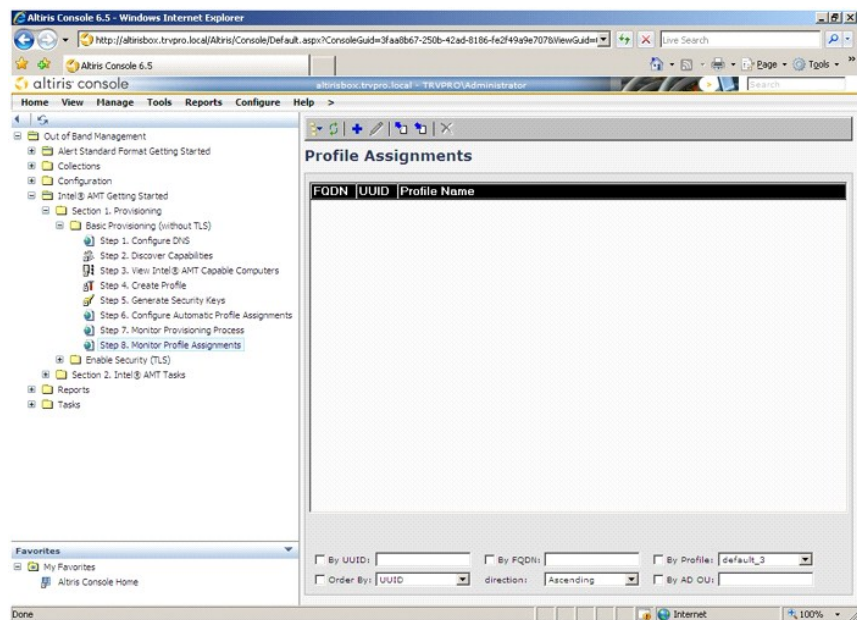 Altiris Console 6.5 - Windows Internet Explorer
http://altirisbox.trvpro.local/Altiris/Console/Default.aspx?ConsoleGuid=3faa8b67-250b-42ad-8186-fe2f49a9e707&ViewGuid=
Live Search
Altiris Console 6.5
Page
Tools
altiris console
altirisbox.trvpro.local - TRVPRO\Administrator
Search
Home View Manage Tools Reports Configure Help >
Out of Band Management
Alert Standard Format Getting Started
Collections
Configuration
Intel® AMT Getting Started
Section 1. Provisioning
Basic Provisioning (without TLS)
Step 1. Configure DNS
Step 2. Discover Capabilities
Step 3. View Intel® AMT Capable Computers
Step 4. Create Profile
Step 5. Generate Security Keys
Step 6. Configure Automatic Profile Assignments
Step 7. Monitor Provisioning Process
Step 8. Monitor Profile Assignments
Enable Security (TLS)
Section 2. Intel® AMT Tasks
Reports
Tasks
Profile Assignments
FQDN UUID Profile Name
By UUID: By FQDN: By Profile: default_3
Order By: UUID direction: Ascending By AD OU:
Favorites
My Favorites
Altiris Console Home
Done
Internet
100%